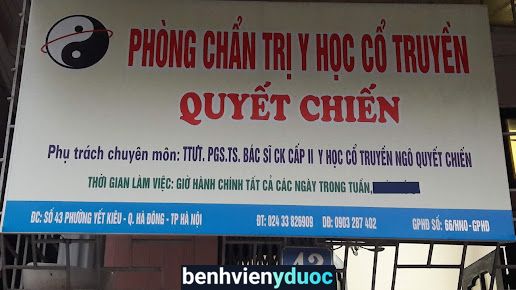 PHÒNG CHẨN TRỊ Y HỌC CỔ TRUYỀN
QUYẾT CHIẾN
Phụ trách chuyên môn: TTƯT. PGS.TS. BÁC SĨ CK CẤP II Y HỌC CỔ TRUYỀN NGÔ QUYẾT CHIẾN
THỜI GIAN LÀM VIỆC: GIỜ HÀNH CHÍNH TẤT CẢ CÁC NGÀY TRONG TUẦN,
ĐC: SỐ 43 PHƯỜNG YẾT KIÊU - Q. HÀ ĐÔNG - TP HÀ NỘI ĐT: 024 33 826909 DĐ: 0903 287 402 GPHĐ SỐ: 66/HNO - GPHĐ
43
benhvienyduoc